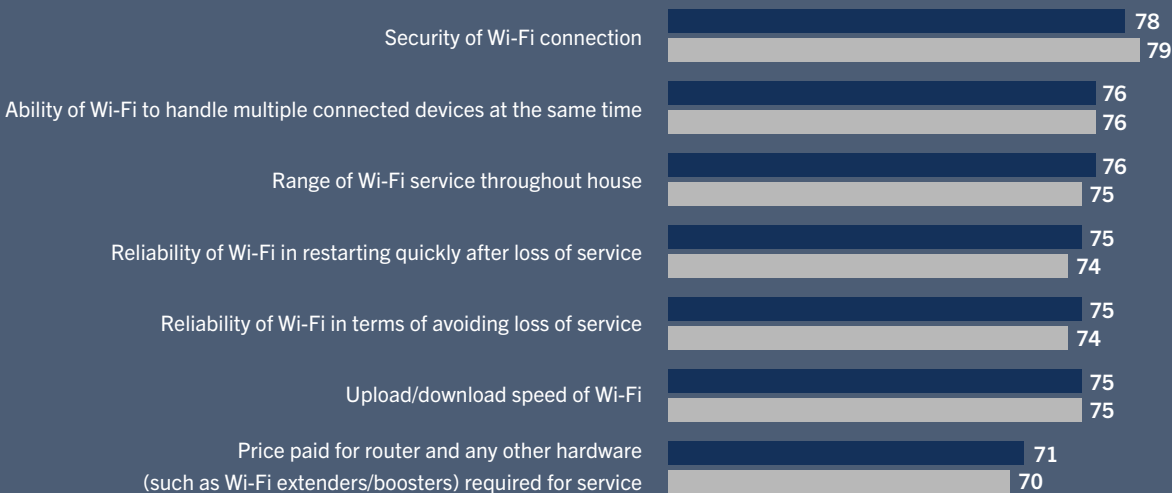 Security of Wi-Fi connection
78
79
Ability of Wi-Fi to handle multiple connected devices at the same time
76
76
Range of Wi-Fi service throughout house
76
75
Reliability of Wi-Fi in restarting quickly after loss of service
75
74
Reliability of Wi-Fi in terms of avoiding loss of service
75
74
Upload/download speed of Wi-Fi
75
75
Price paid for router and any other hardware
(such as Wi-Fi extenders/boosters) required for service
71
70